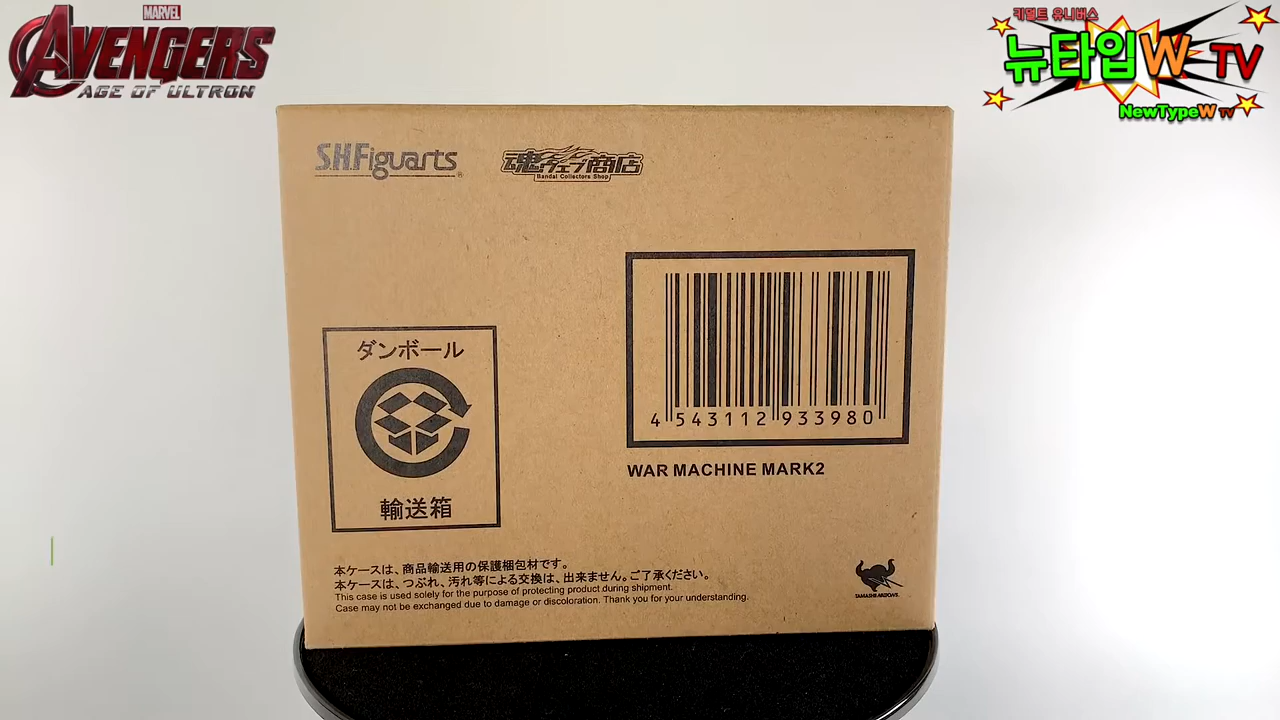 MARVEL
AVENGERS
AGE OF ULTRON
키덜트 유니버스
뉴타입W TV
NewTypeW TV
S.H.Figuarts
魂ウェブ商店
Bandai Collectors Shop
4 543112 933980
WAR MACHINE MARK2
ダンボール
輸送箱
本ケースは、商品輸送用の保護梱包材です。
本ケースは、つぶれ、汚れ等による交換は、出来ません。ご了承ください。
This case is used solely for the purpose of protecting product during shipment.
Case may not be exchanged due to damage or discoloration. Thank you for your understanding.
TAMASHII NATIONS